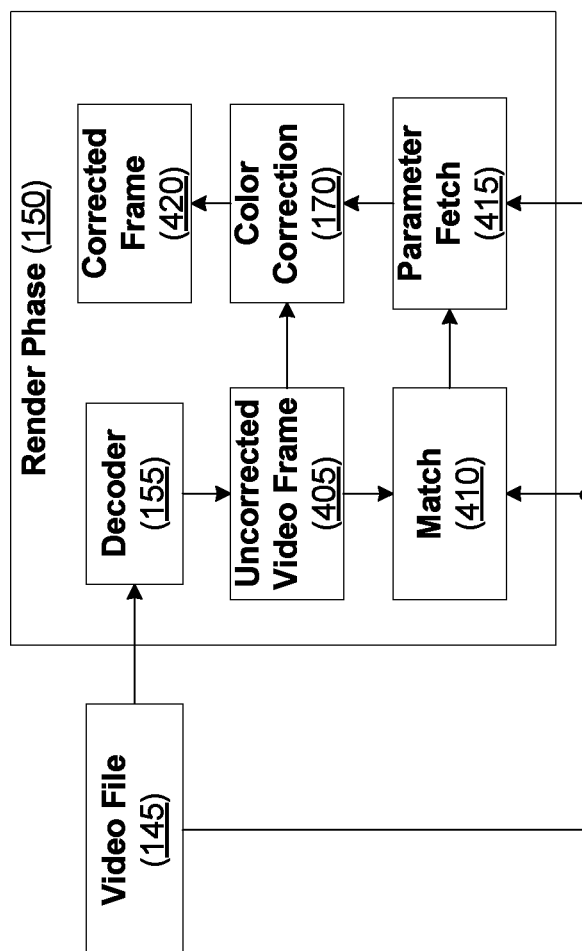 Render Phase (150)
Video File
(145)
Decoder
(155)
Corrected
Frame
(420)
Uncorrected
Video Frame
(405)
Color
Correction
(170)
Match
(410)
Parameter
Fetch
(415)